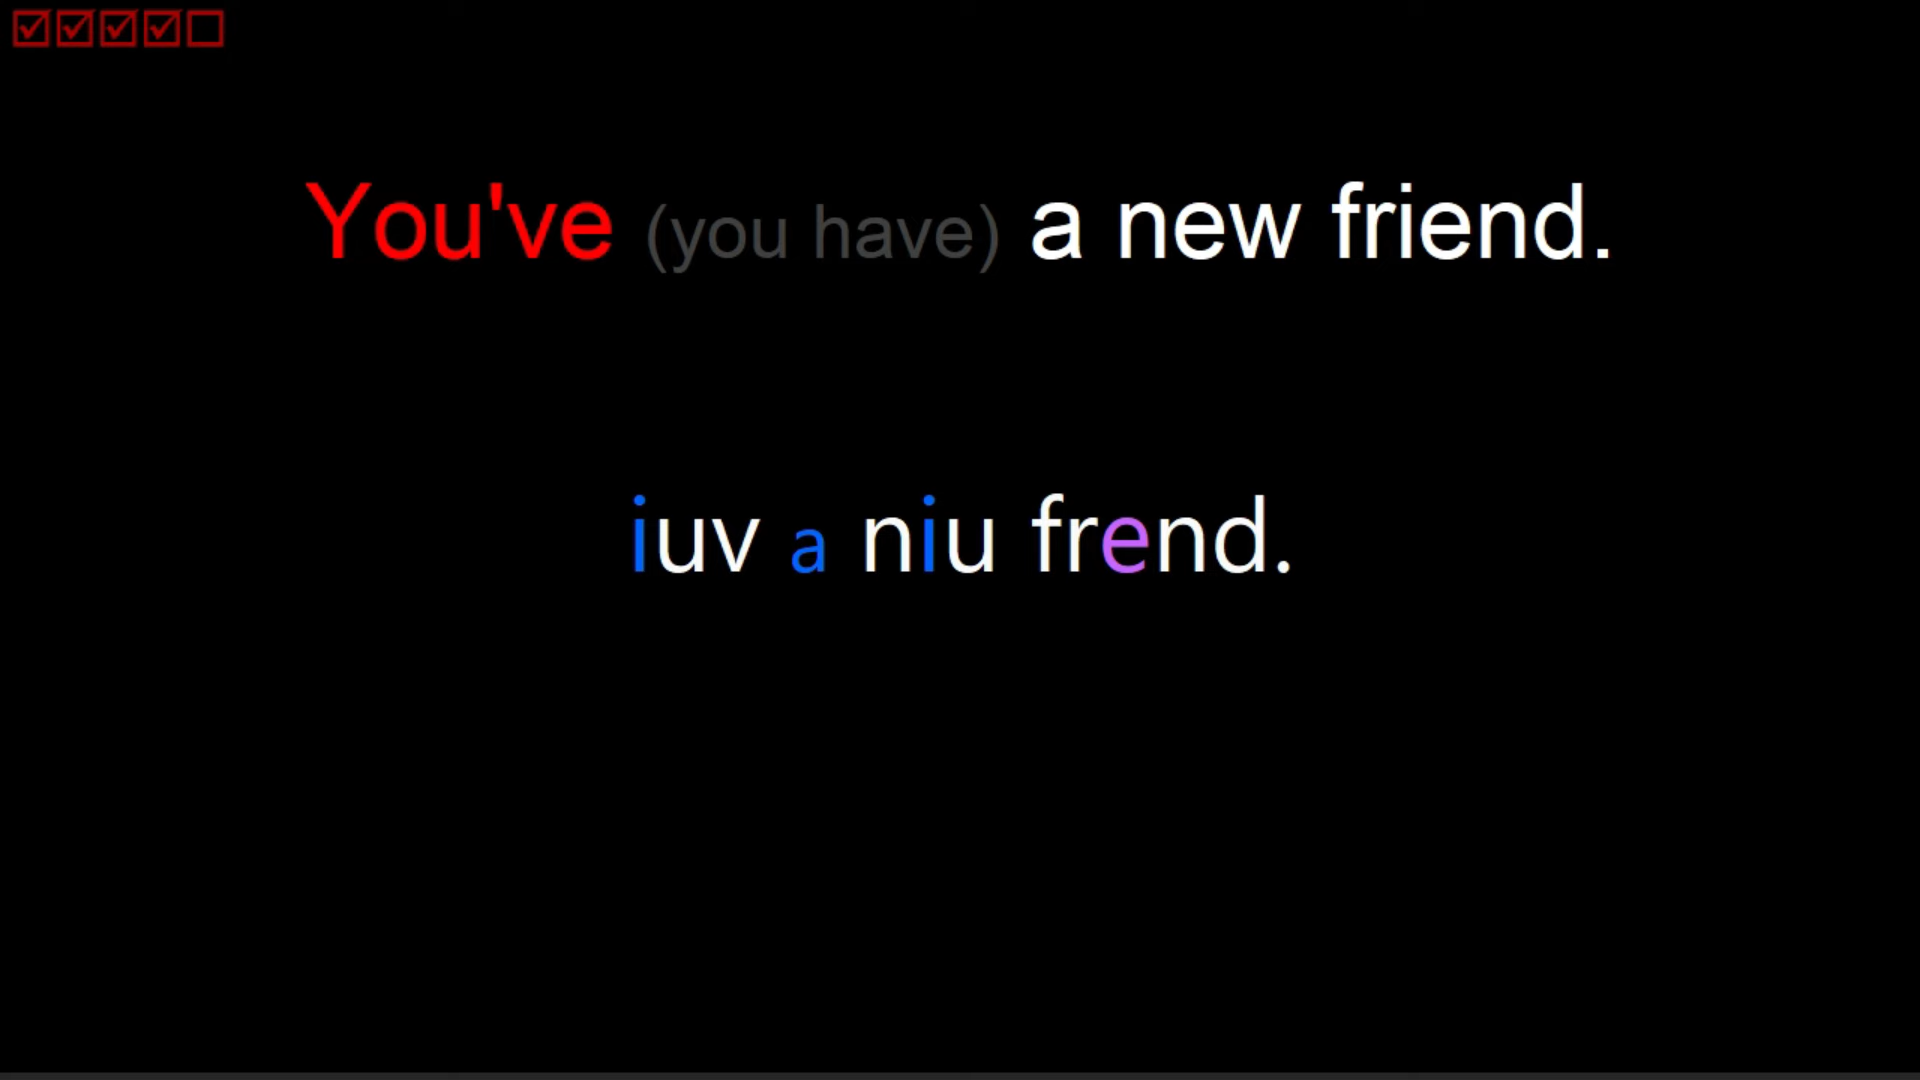 ☑☑☑☑☐
You've (you have) a new friend.
iuv a niu frend.